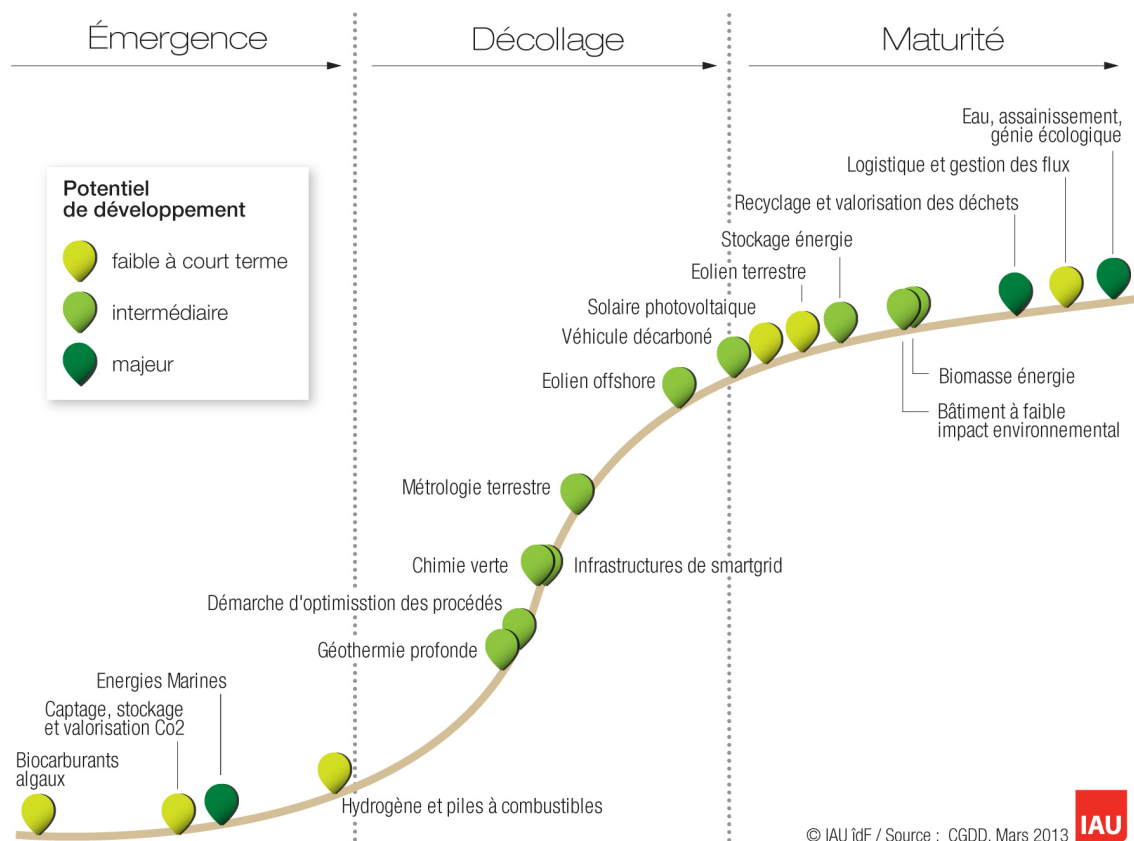 Émergence
Décollage
Maturité
Potentiel
de développement
faible à court terme
intermédiaire
majeur
Eau, assainissement,
génie écologique
Logistique et gestion des flux
Recyclage et valorisation des déchets
Stockage énergie
Eolien terrestre
Solaire photovoltaique
Véhicule décarboné
Eolien offshore
Biomasse énergie
Bâtiment à faible
impact environnemental
Métrologie terrestre
Chimie verte
Infrastructures de smartgrid
Démarche d'optimisstion des procédés
Géothermie profonde
Energies Marines
Captage, stockage
et valorisation Co2
Biocarburants
algaux
Hydrogène et piles à combustibles
© IAU îdF / Source : CGDD, Mars 2013
IAU